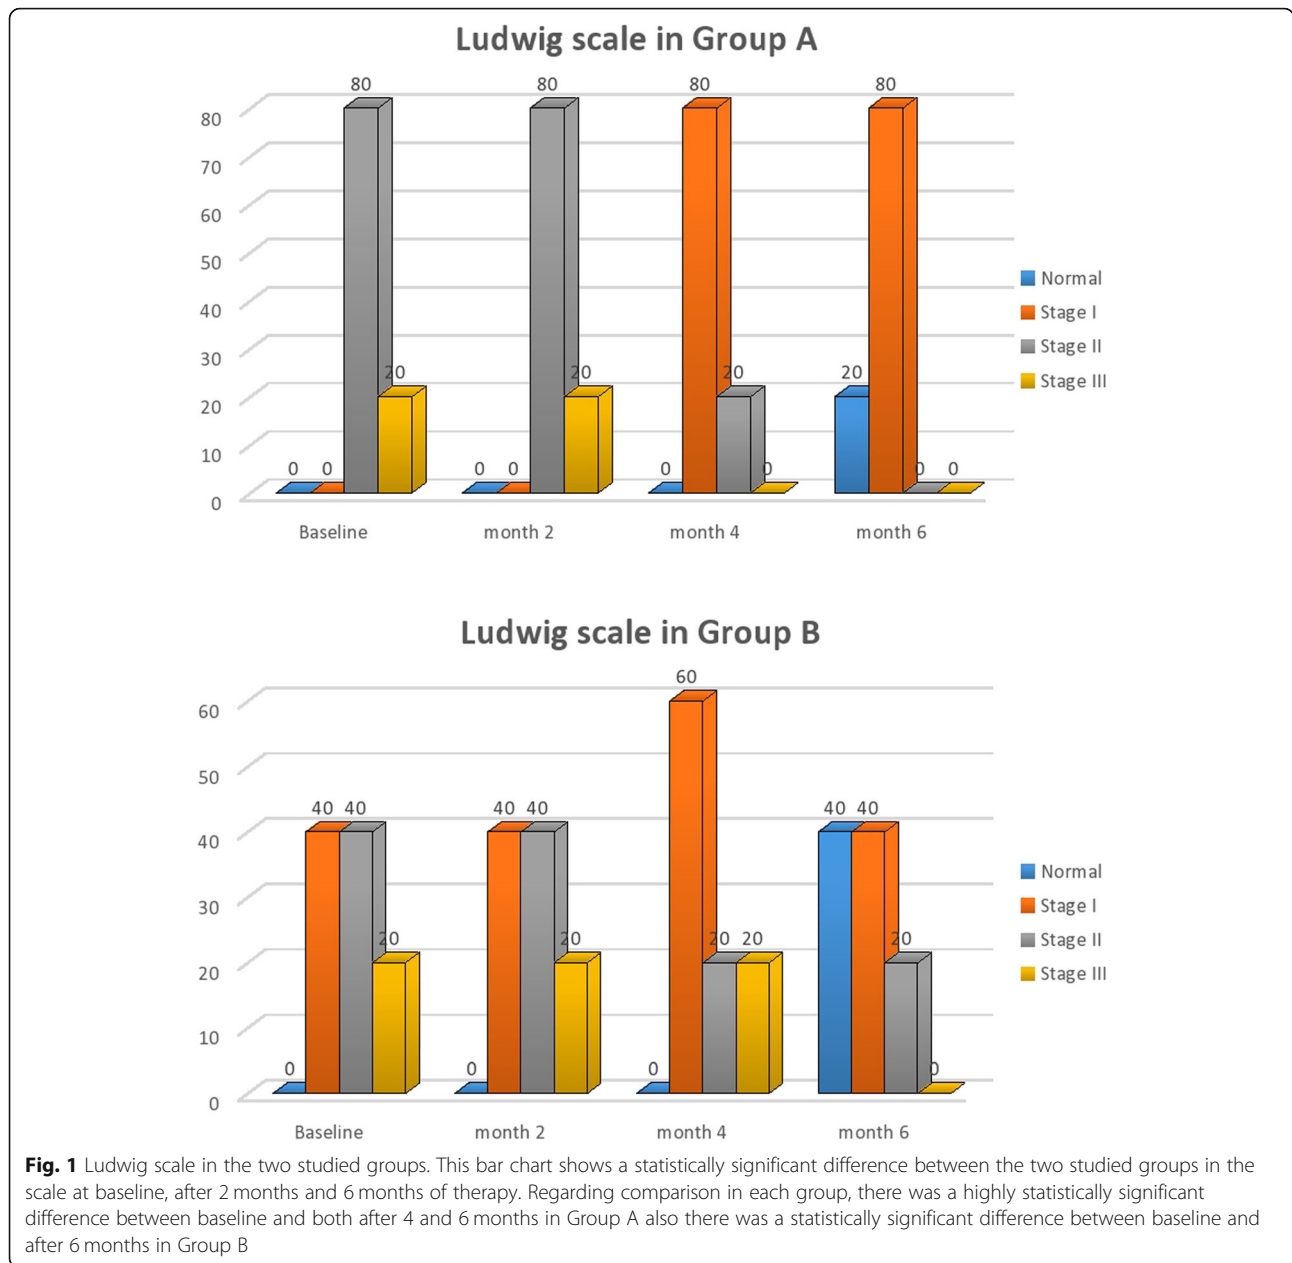 Ludwig scale in Group A
80 80 80 80
80
70
60
50
40
30
20
10
0
20 20 20 20
0 0 0 0 0 0 0 0
Baseline month 2 month 4 month 6
Normal
Stage I
Stage II
Stage III
Ludwig scale in Group B
60
60
50
40
30
20
10
0
40 40 40 40 40 40
20 20 20 20 20
0 0 0 0
Baseline month 2 month 4 month 6
Normal
Stage I
Stage II
Stage III
Fig. 1 Ludwig scale in the two studied groups. This bar chart shows a statistically significant difference between the two studied groups in the
scale at baseline, after 2 months and 6 months of therapy. Regarding comparison in each group, there was a highly statistically significant
difference between baseline and both after 4 and 6 months in Group A also there was a statistically significant difference between baseline and
after 6 months in Group B